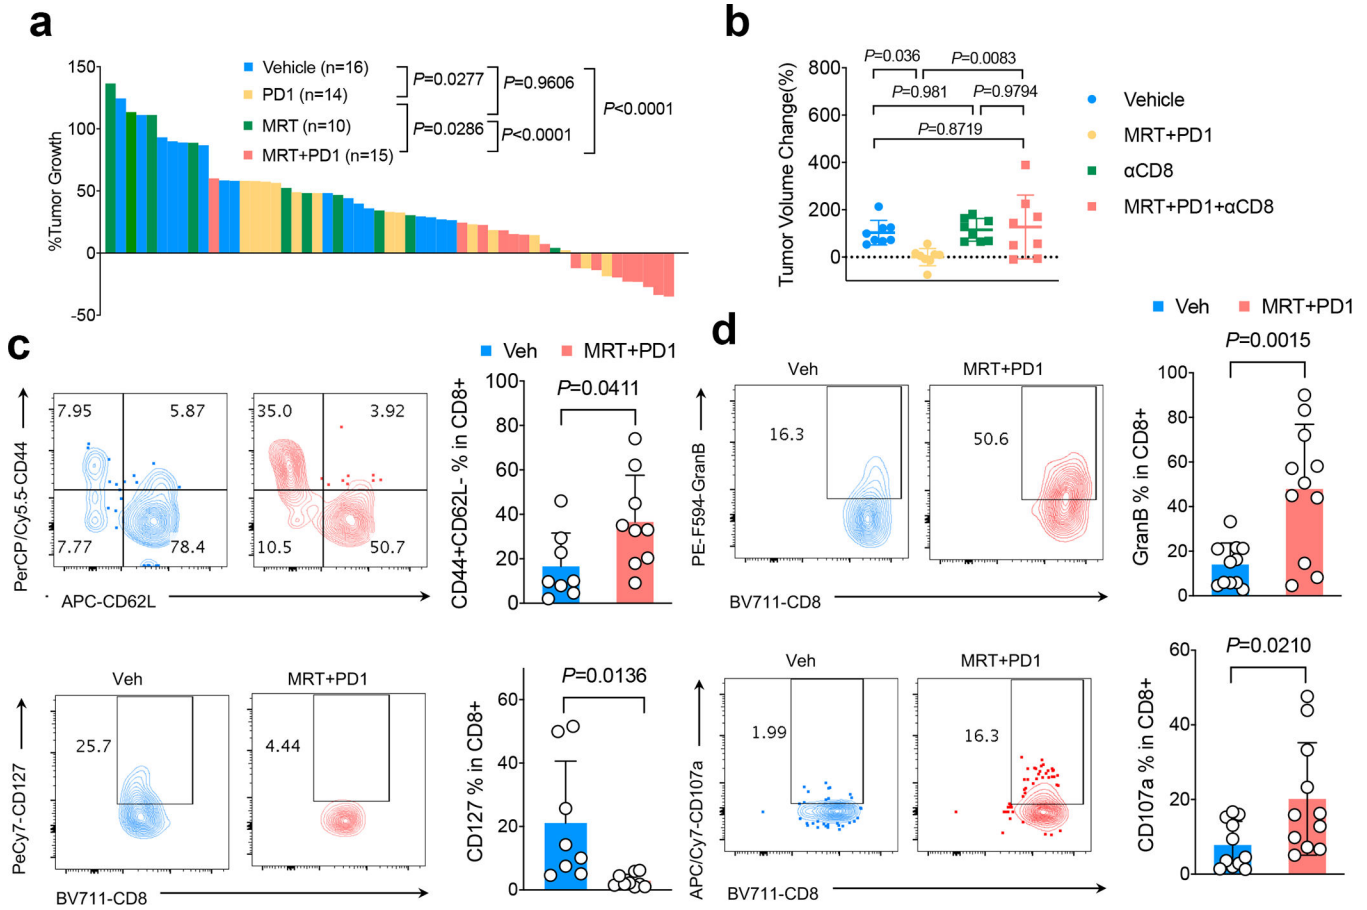 a
150
100
50
0
-50
%Tumor Growth
Vehicle (n=16)
PD1 (n=14)
MRT (n=10)
MRT+PD1 (n=15)
P=0.0277
P=0.0286
P=0.9606
P<0.0001
P<0.0001
b
800
600
400
200
0
Tumor Volume Change(%)
P=0.036
P=0.0083
P=0.981
P=0.9794
P=0.8719
Vehicle
MRT+PD1
αCD8
MRT+PD1+αCD8
c
Veh
MRT+PD1
7.95
5.87
7.77
78.4
35.0
3.92
10.5
50.7
PerCP/Cy5.5-CD44
APC-CD62L
100
80
60
40
20
0
CD44+CD62L- % in CD8+
P=0.0411
Veh
MRT+PD1
25.7
4.44
PeCy7-CD127
BV711-CD8
60
40
20
0
CD127 % in CD8+
P=0.0136
d
Veh
MRT+PD1
Veh
MRT+PD1
16.3
50.6
PE-F594-GranB
BV711-CD8
100
80
60
40
20
0
GranB % in CD8+
P=0.0015
Veh
MRT+PD1
1.99
16.3
APC/Cy7-CD107a
BV711-CD8
60
40
20
0
CD107a % in CD8+
P=0.0210